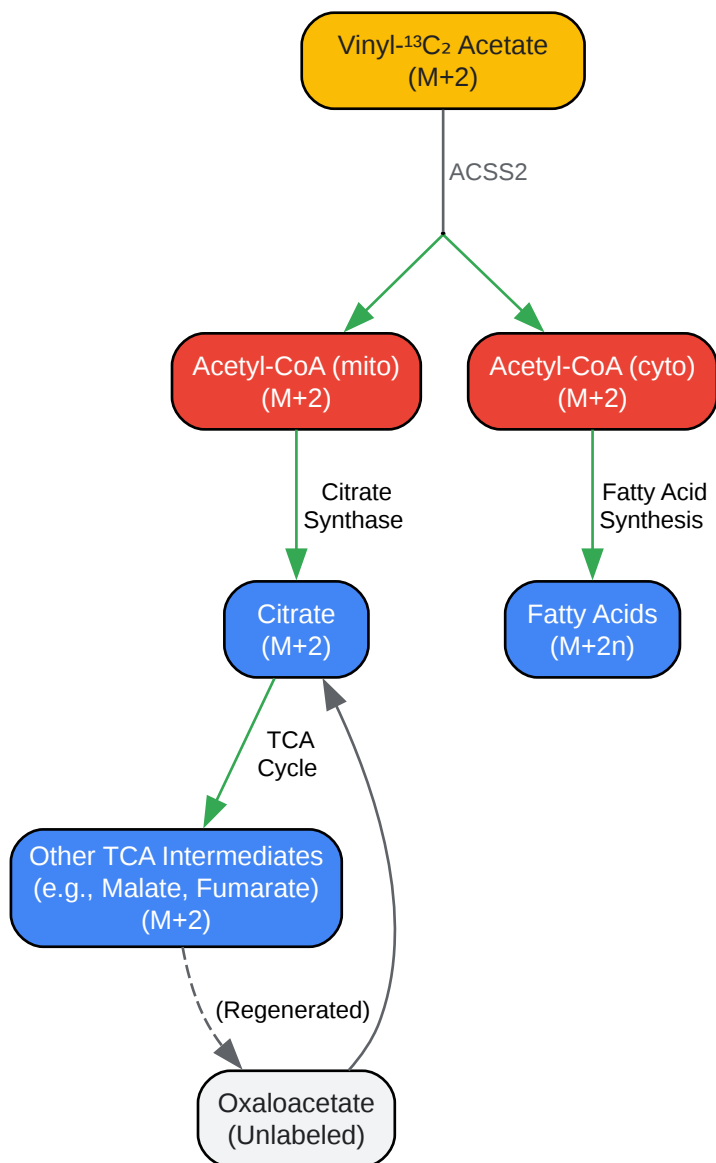 Vinyl-¹³C₂ Acetate
(M+2)
ACSS2
Acetyl-CoA (mito)
(M+2)
Acetyl-CoA (cyto)
(M+2)
Citrate
Synthase
Fatty Acid
Synthesis
Citrate
(M+2)
Fatty Acids
(M+2n)
TCA
Cycle
Other TCA Intermediates
(e.g., Malate, Fumarate)
(M+2)
(Regenerated)
Oxaloacetate
(Unlabeled)